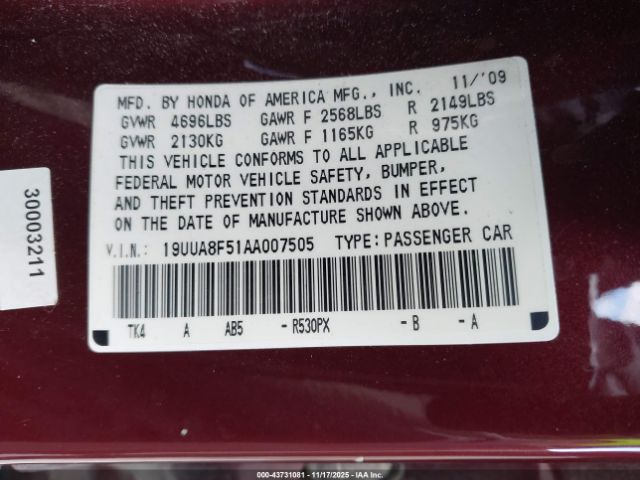 MFD. BY HONDA OF AMERICA MFG., INC. 11/'09
GVWR 4696LBS GAWR F 2568LBS R 2149LBS
GVWR 2130KG GAWR F 1165KG R 975KG
THIS VEHICLE CONFORMS TO ALL APPLICABLE
FEDERAL MOTOR VEHICLE SAFETY, BUMPER,
AND THEFT PREVENTION STANDARDS IN EFFECT
ON THE DATE OF MANUFACTURE SHOWN ABOVE.
V.I.N.: 19UUA8F51AA007505 TYPE:PASSENGER CAR
TK4 A AB5 - R530PX - B - A
30003211
000-43731081 - 11/17/2025 - IAAI, Inc.